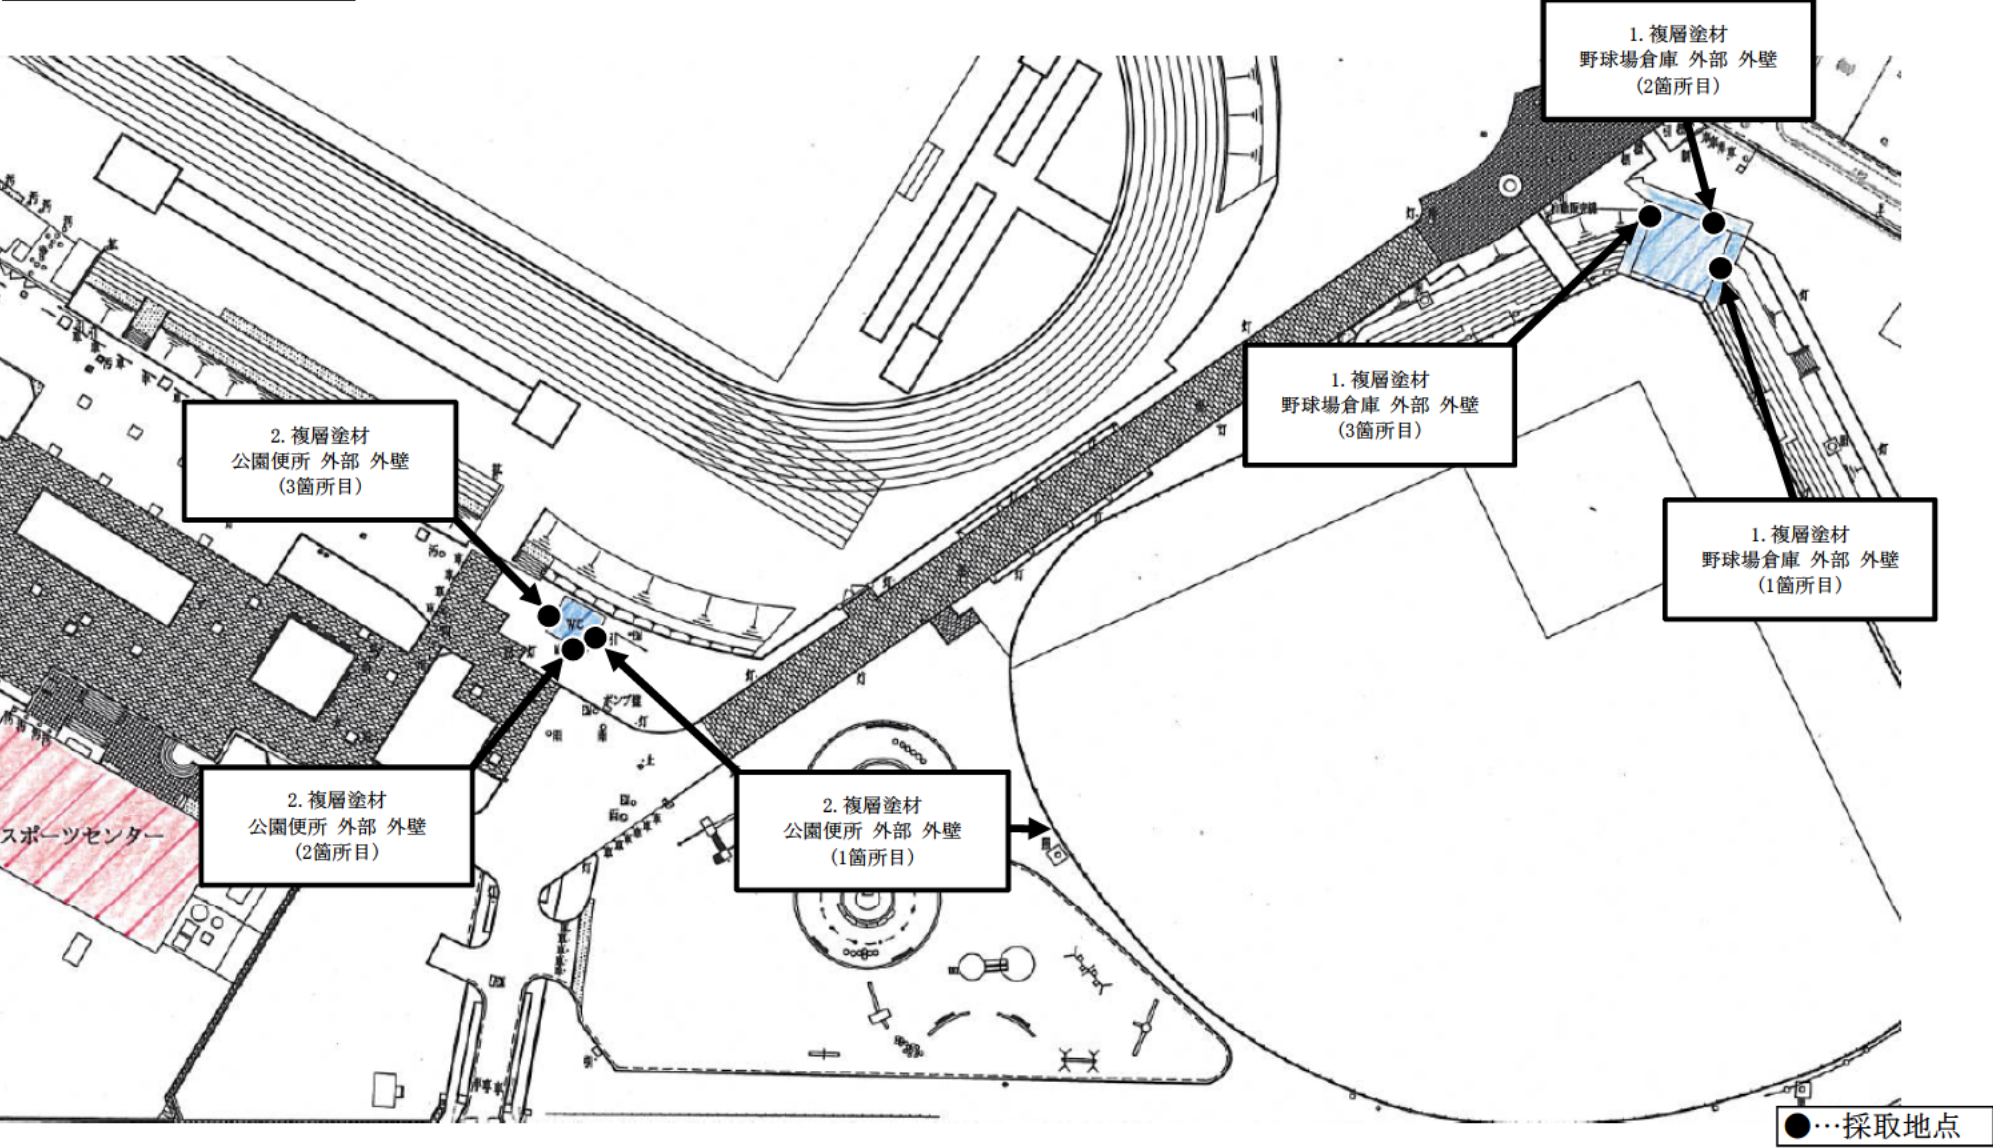 1.複層塗材
野球場倉庫 外部 外壁
(2箇所目)
1.複層塗材
野球場倉庫 外部 外壁
(3箇所目)
2.複層塗材
公園便所 外部 外壁
(3箇所目)
1.複層塗材
野球場倉庫 外部 外壁
(1箇所目)
WC
灯
灯
灯
灯
灯
灯
2.複層塗材
公園便所 外部 外壁
(2箇所目)
2.複層塗材
公園便所 外部 外壁
(1箇所目)
スポーツセンター
●…採取地点